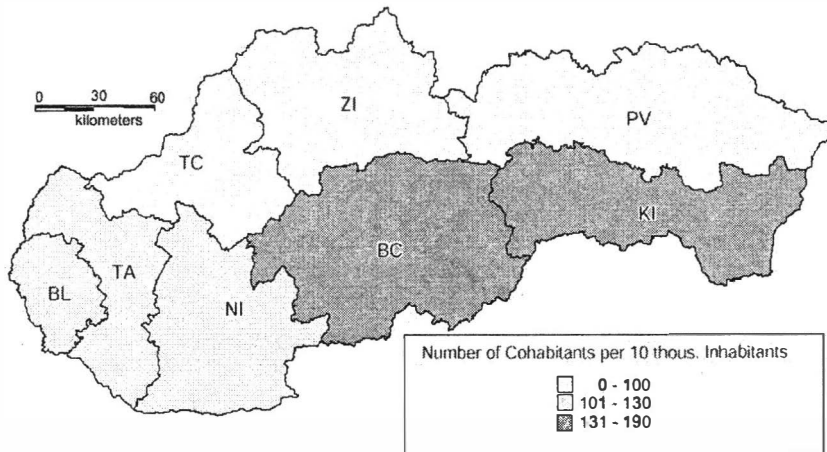 0 30 60
kilometers
ZI
PV
TC
KI
BC
TA
BL
NI
Number of Cohabitants per 10 thous. Inhabitants
0 - 100
101 - 130
131 - 190